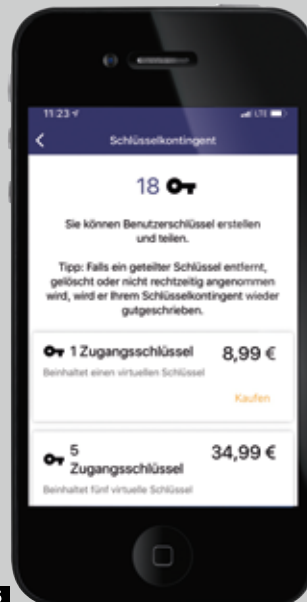 11:23
LTE
Schlüsselkontingent
18
Sie können Benutzerschlüssel erstellen
und teilen.
Tipp: Falls ein geteilter Schlüssel entfernt,
gelöscht oder nicht rechtzeitig angenommen
wird, wird er Ihrem Schlüsselkontingent wieder
gutgeschrieben.
1 Zugangsschlüssel 8,99 €
Beinhaltet einen virtuellen Schlüssel
Kaufen
5
Zugangsschlüssel 34,99 €
Beinhaltet fünf virtuelle Schlüssel